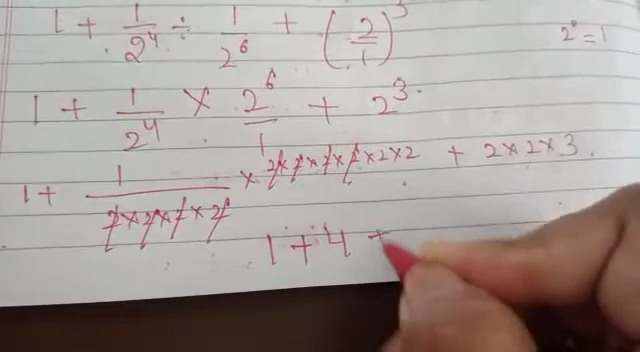 1 + 1/2⁴ ÷ 1/2⁶ + (2/1)³
2⁰ = 1
1 + 1/2⁴ × 2⁶/1 + 2³
1 + 1/2×2×2×2 × 2×2×2×2×2×2 + 2×2×3
1 + 4 +